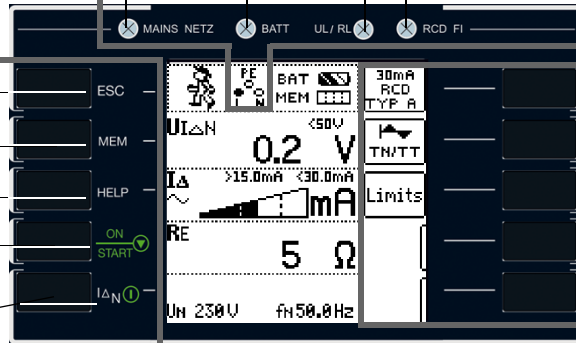 MAINS NETZ BATT UL/RL RCD FI
ESC
MEM
HELP
ON
START
IΔN
PE
N
BAT
MEM
30mA
RCD
TYP A
TN/TT
Limits
UIΔN <50V
0.2 V
IΔ >15.0mA <30.0mA
mA
RE
5 Ω
UN 230V fN50.0Hz